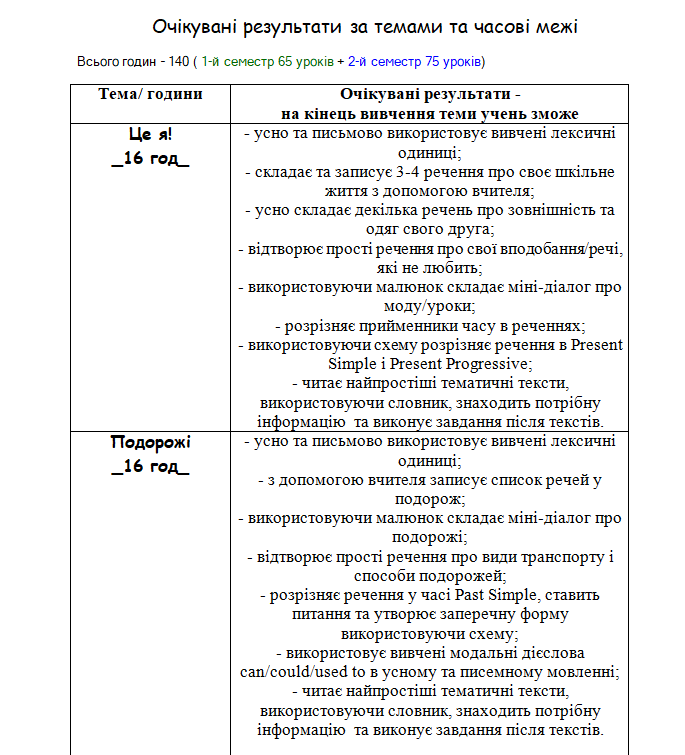 Очікувані результати за темами та часові межі
Всього годин - 140 ( 1-й семестр 65 уроків + 2-й семестр 75 уроків)
Тема/ години
Очікувані результати -
на кінець вивчення теми учень зможе
Це я!
_16 год_
- усно та письмово використовує вивчені лексичні
одиниці;
- складає та записує 3-4 речення про своє шкільне
життя з допомогою вчителя;
- усно складає декілька речень про зовнішність та
одяг свого друга;
- відтворює прості речення про свої вподобання/речі,
які не любить;
- використовуючи малюнок складає міні-діалог про
моду/уроки;
- розрізняє прийменники часу в реченнях;
- використовуючи схему розрізняє речення в Present
Simple і Present Progressive;
- читає найпростіші тематичні тексти,
використовуючи словник, знаходить потрібну
інформацію  та виконує завдання після текстів.
Подорожі
_16 год_
- усно та письмово використовує вивчені лексичні
одиниці;
- з допомогою вчителя записує список речей у
подорож;
- використовуючи малюнок складає міні-діалог про
подорожі;
- відтворює прості речення про види транспорту і
способи подорожей;
- розрізняє речення у часі Past Simple, ставить
питання та утворює заперечну форму
використовуючи схему;
- використовує вивчені модальні дієслова
can/could/used to в усному та писемному мовленні;
- читає найпростіші тематичні тексти,
використовуючи словник, знаходить потрібну
інформацію  та виконує завдання після текстів.